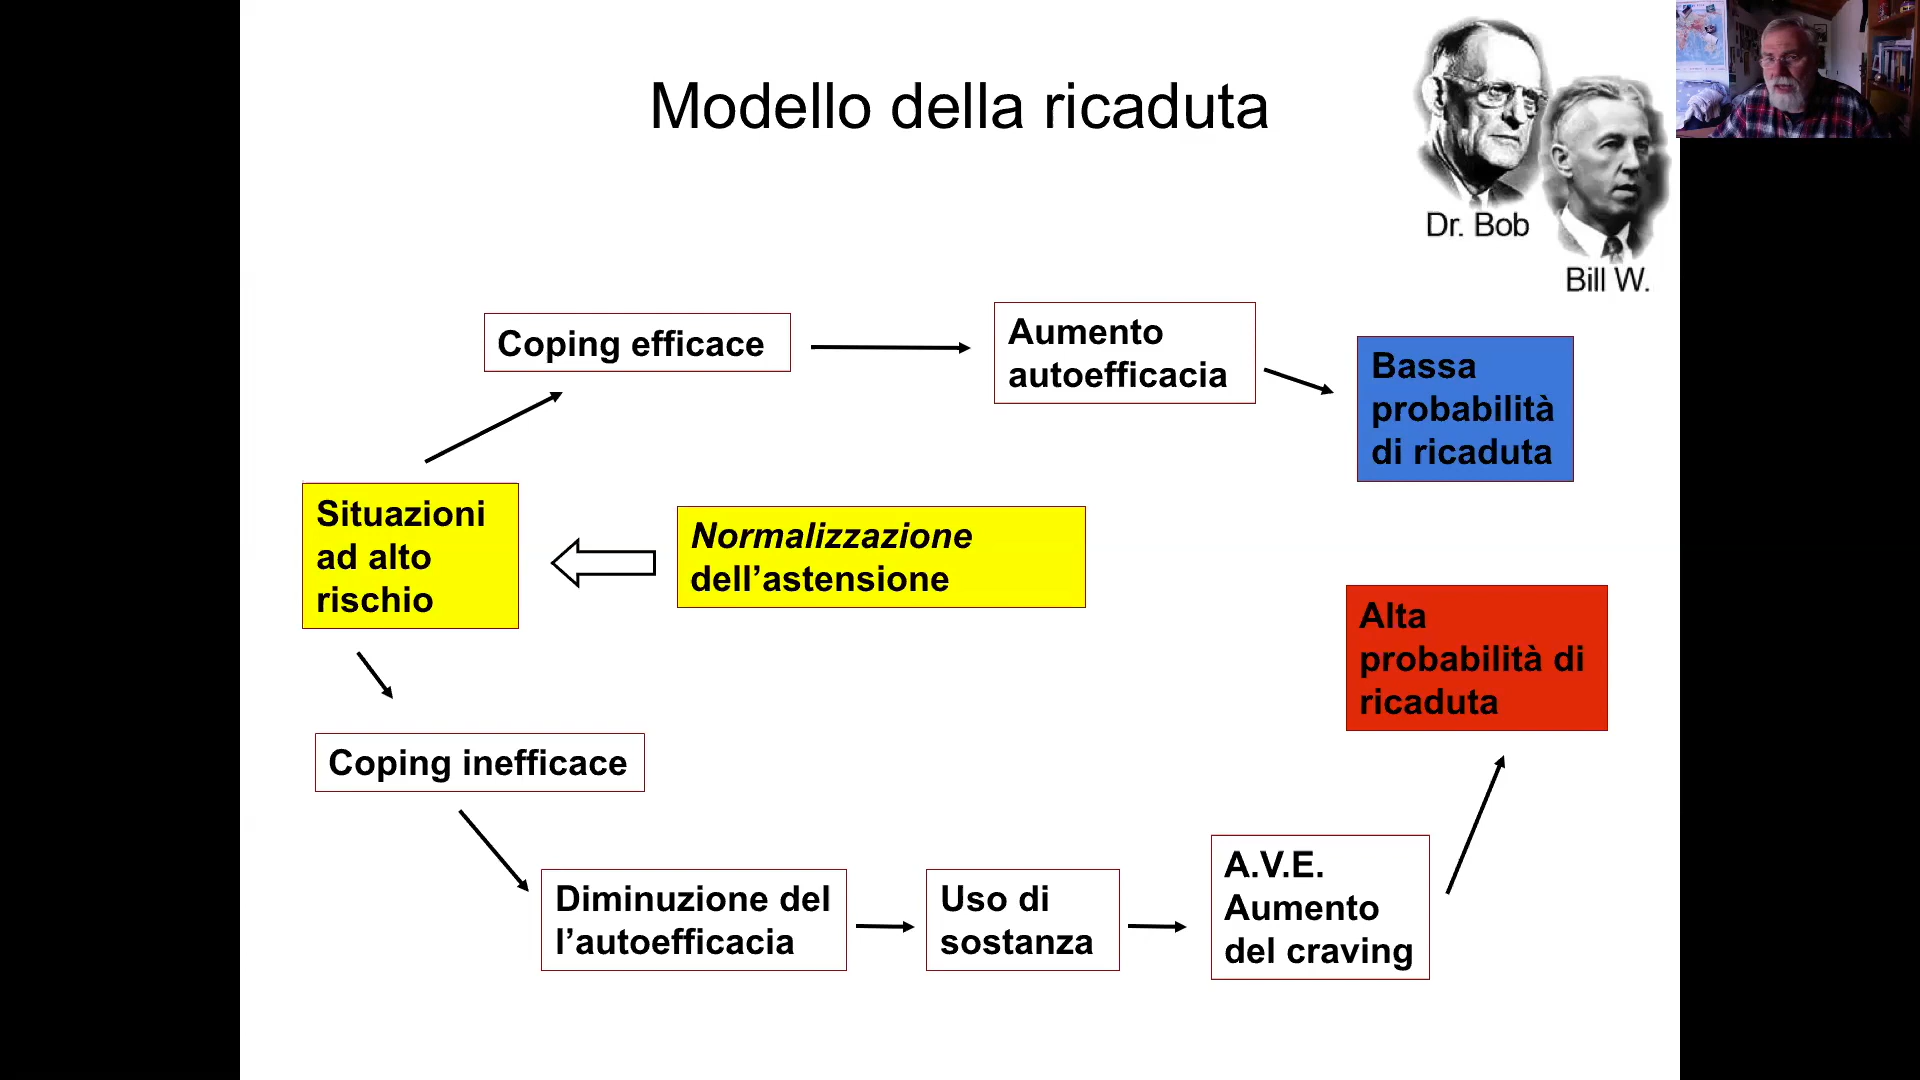 Modello della ricaduta
Dr. Bob
Bill W.
Coping efficace
Aumento
autoefficacia
Bassa
probabilità
di ricaduta
Situazioni
ad alto
rischio
Normalizzazione
dell’astensione
Alta
probabilità di
ricaduta
Coping inefficace
Diminuzione del
l’autoefficacia
Uso di
sostanza
A.V.E.
Aumento
del craving